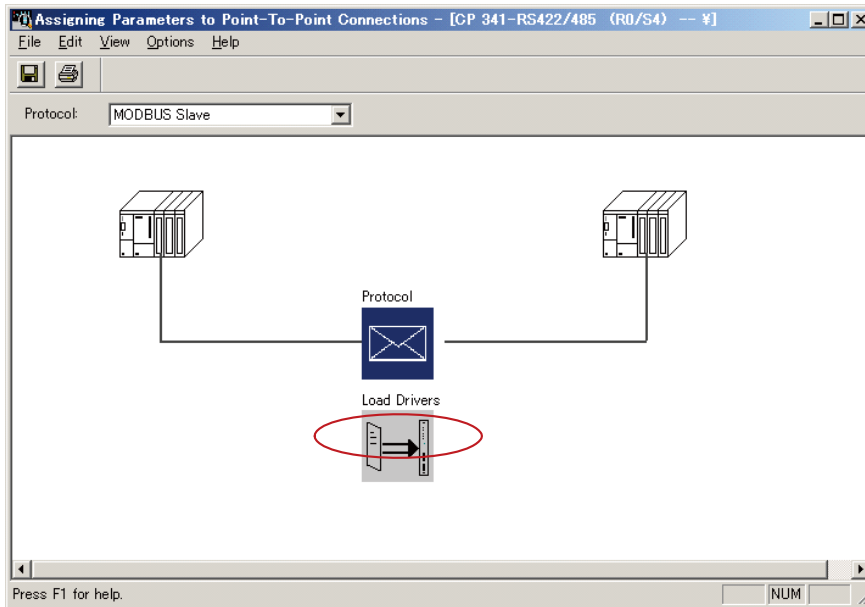 Assigning Parameters to Point-To-Point Connections - [CP 341-RS422/485 (R0/S4) -- ¥]
File Edit View Options Help
Protocol: MODBUS Slave
Protocol
Load Drivers
Press F1 for help.
NUM